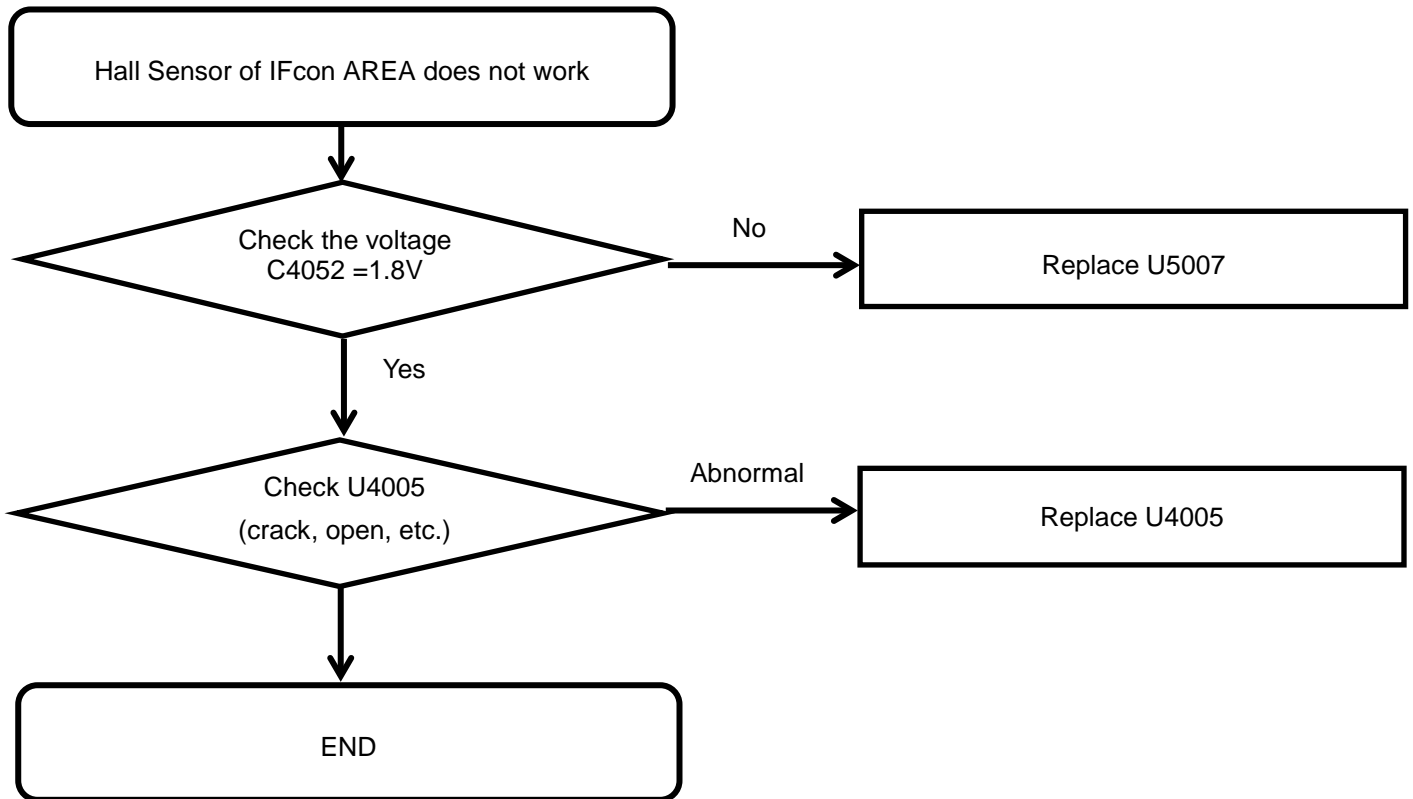 Hall Sensor of IFcon AREA does not work
Check the voltage
C4052 =1.8V
No
Replace U5007
Yes
Check U4005
(crack, open, etc.)
Abnormal
Replace U4005
END